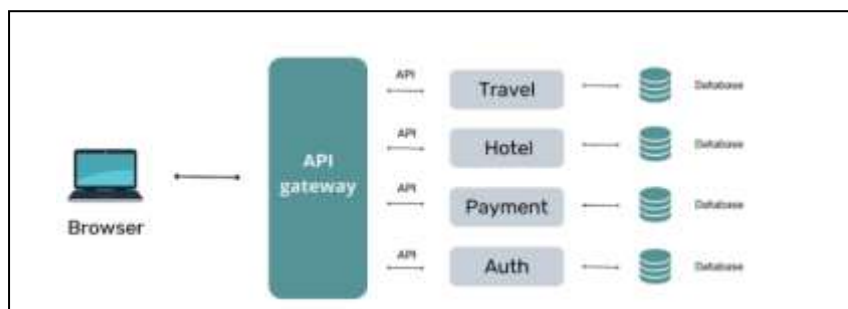 API
Travel
Database
API
Hotel
Database
API
gateway
API
Payment
Database
Browser
API
Auth
Database